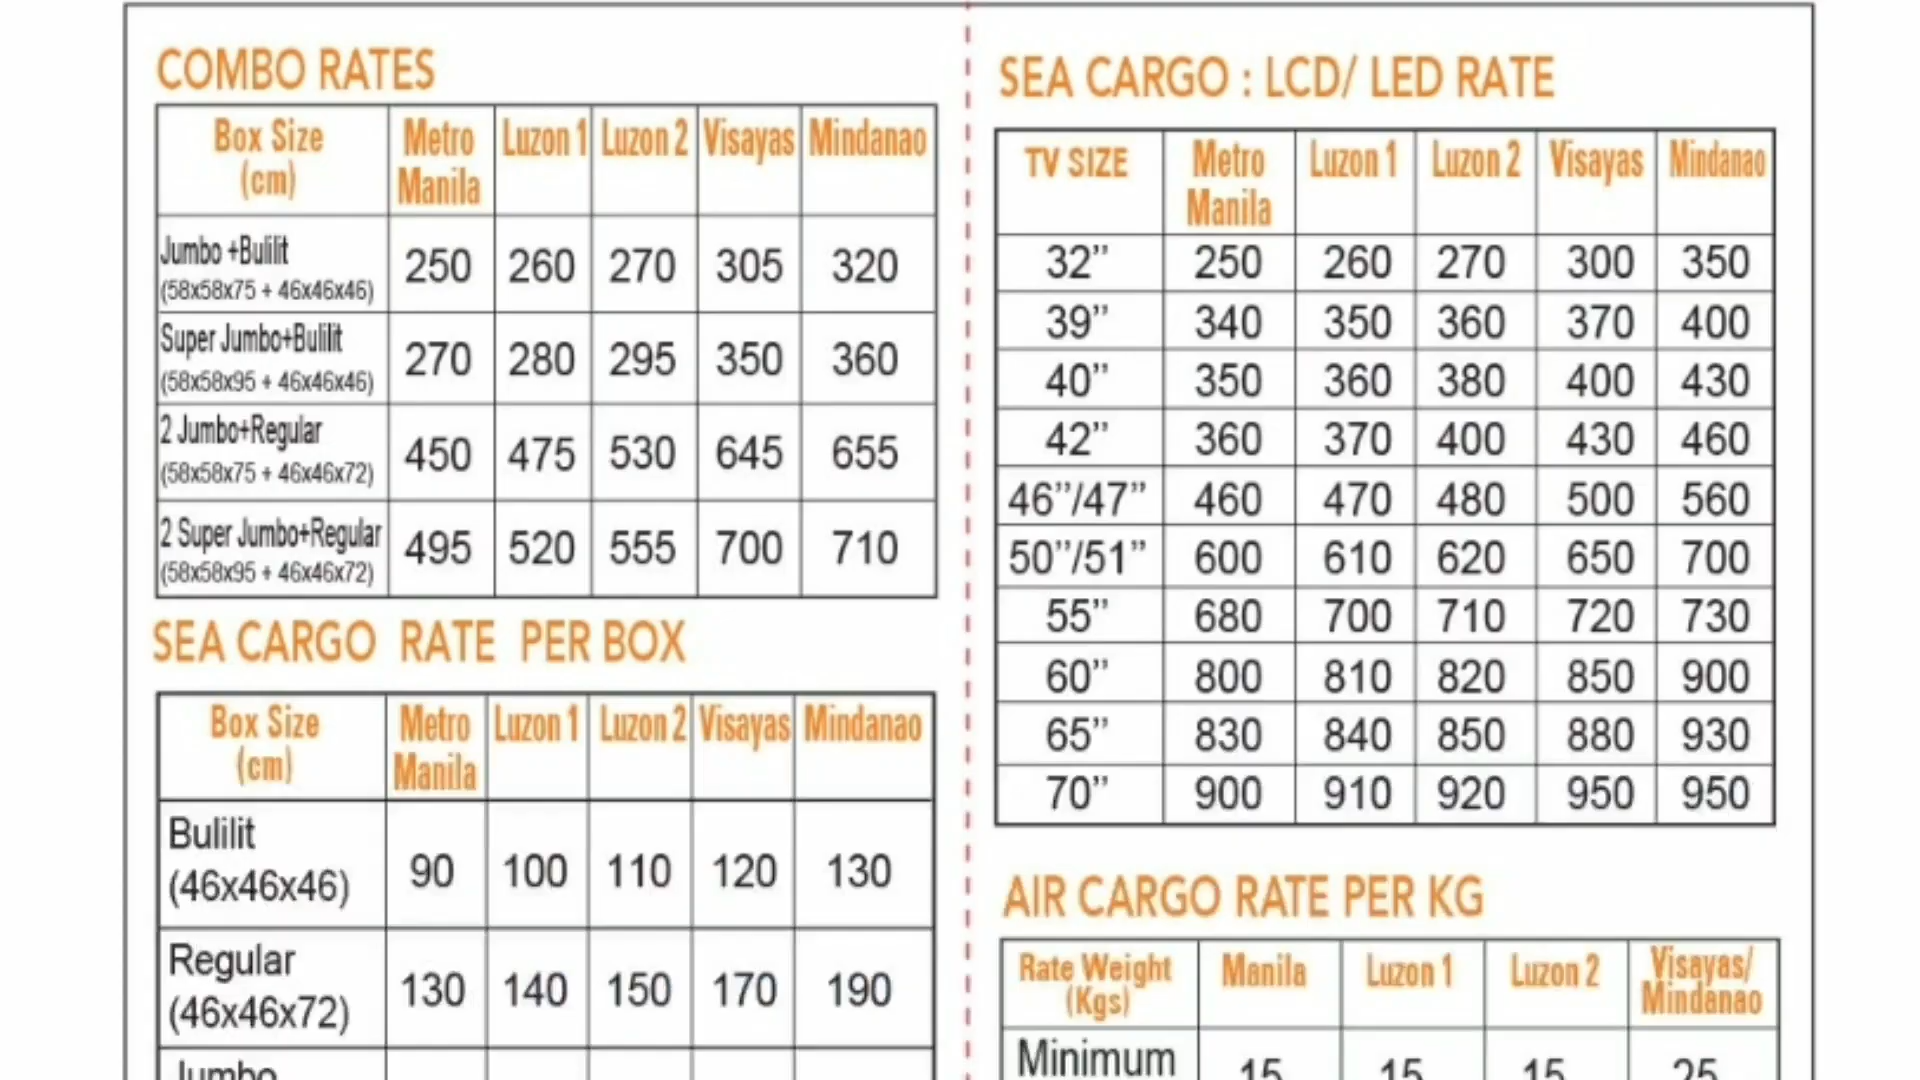 COMBO RATES
Box Size (cm) Metro Manila Luzon 1 Luzon 2 Visayas Mindanao
Jumbo +Bulilit (58x58x75 + 46x46x46) 250 260 270 305 320
Super Jumbo+Bulilit (58x58x95 + 46x46x46) 270 280 295 350 360
2 Jumbo+Regular (58x58x75 + 46x46x72) 450 475 530 645 655
2 Super Jumbo+Regular (58x58x95 + 46x46x72) 495 520 555 700 710
SEA CARGO RATE PER BOX
Box Size (cm) Metro Manila Luzon 1 Luzon 2 Visayas Mindanao
Bulilit (46x46x46) 90 100 110 120 130
Regular (46x46x72) 130 140 150 170 190
Jumbo
SEA CARGO : LCD/ LED RATE
TV SIZE Metro Manila Luzon 1 Luzon 2 Visayas Mindanao
32” 250 260 270 300 350
39” 340 350 360 370 400
40” 350 360 380 400 430
42” 360 370 400 430 460
46”/47” 460 470 480 500 560
50”/51” 600 610 620 650 700
55” 680 700 710 720 730
60” 800 810 820 850 900
65” 830 840 850 880 930
70” 900 910 920 950 950
AIR CARGO RATE PER KG
Rate Weight (Kgs) Manila Luzon 1 Luzon 2 Visayas/ Mindanao
Minimum 15 15 15 25